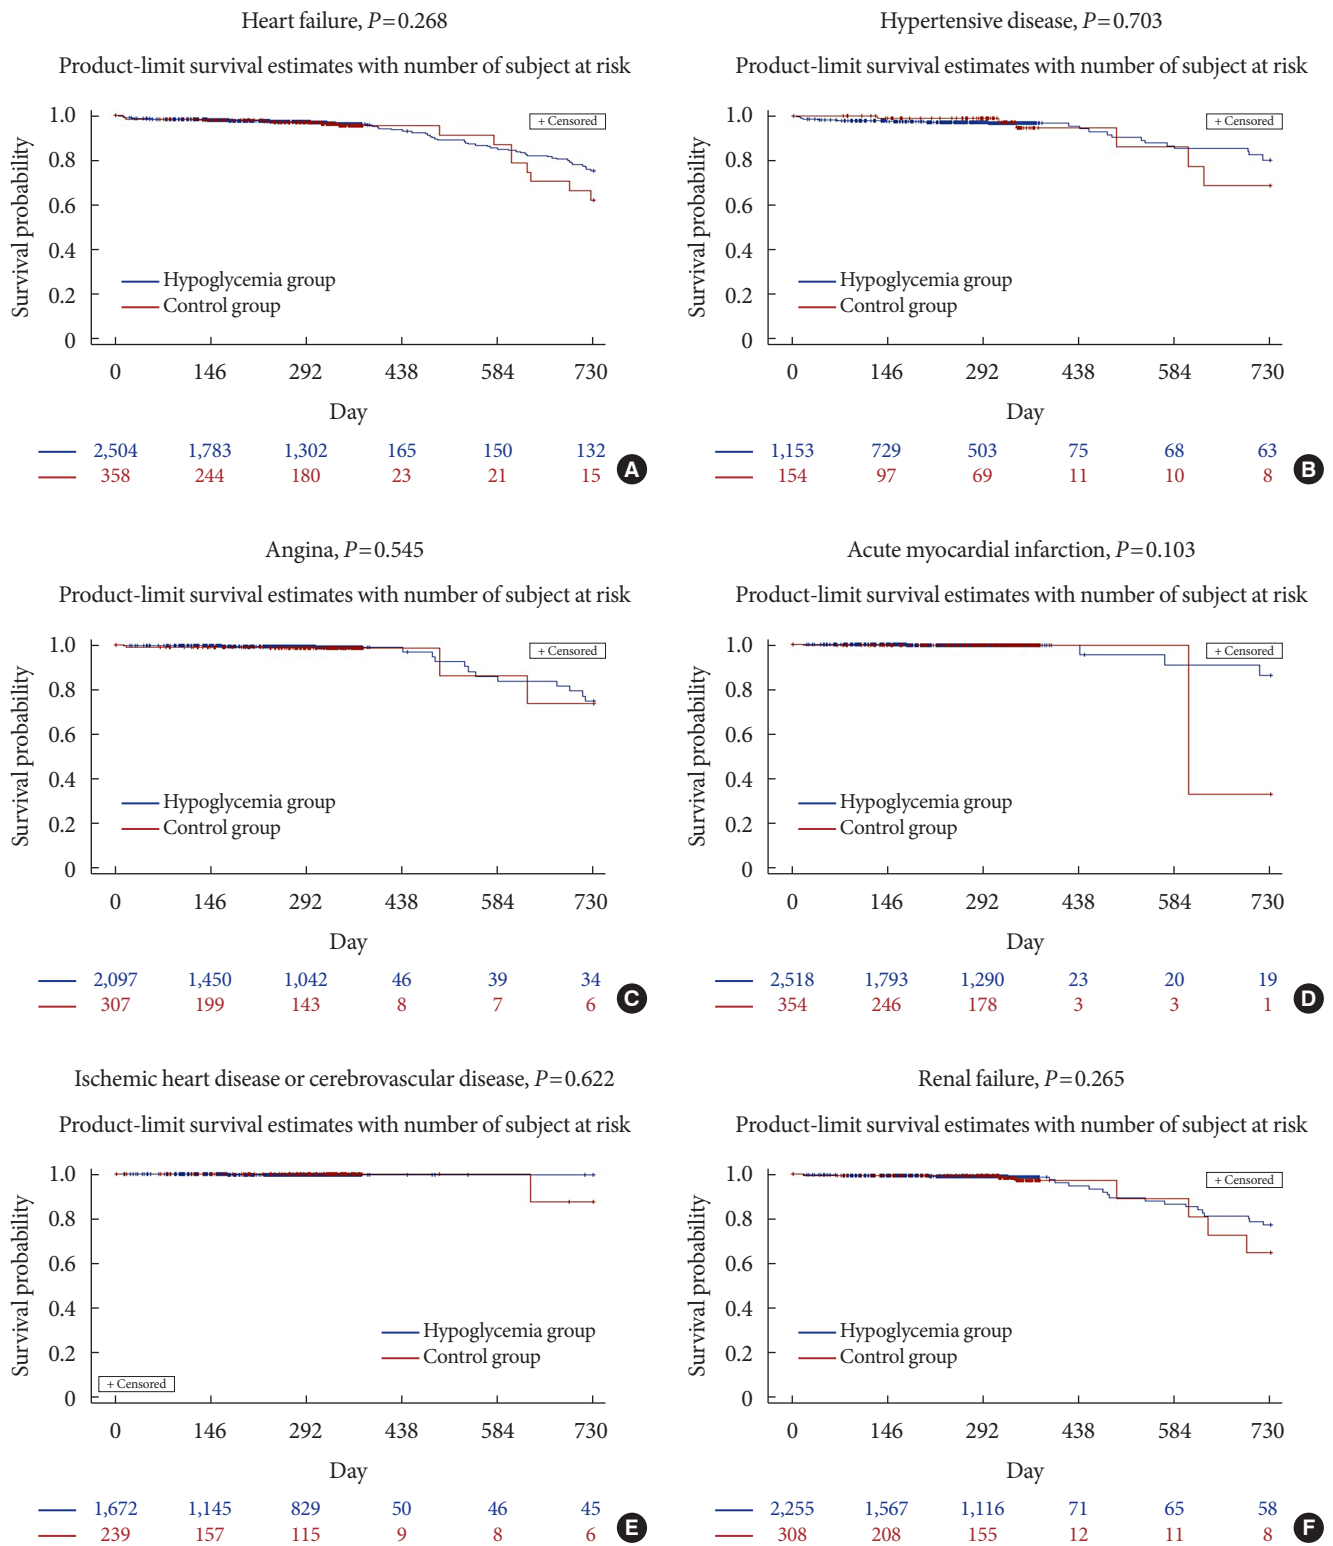 Heart failure, P=0.268
Product-limit survival estimates with number of subject at risk
1.0
0.8
0.6
0.4
0.2
0
Survival probability
+ Censored
Hypoglycemia group
Control group
0 146 292 438 584 730
Day
2,504 1,783 1,302 165 150 132
358 244 180 23 21 15
A
Hypertensive disease, P=0.703
Product-limit survival estimates with number of subject at risk
1.0
0.8
0.6
0.4
0.2
0
Survival probability
+ Censored
Hypoglycemia group
Control group
0 146 292 438 584 730
Day
1,153 729 503 75 68 63
154 97 69 11 10 8
B
Angina, P=0.545
Product-limit survival estimates with number of subject at risk
1.0
0.8
0.6
0.4
0.2
0
Survival probability
+ Censored
Hypoglycemia group
Control group
0 146 292 438 584 730
Day
2,097 1,450 1,042 46 39 34
307 199 143 8 7 6
C
Acute myocardial infarction, P=0.103
Product-limit survival estimates with number of subject at risk
1.0
0.8
0.6
0.4
0.2
0
Survival probability
+ Censored
Hypoglycemia group
Control group
0 146 292 438 584 730
Day
2,518 1,793 1,290 23 20 19
354 246 178 3 3 1
D
Ischemic heart disease or cerebrovascular disease, P=0.622
Product-limit survival estimates with number of subject at risk
1.0
0.8
0.6
0.4
0.2
0
Survival probability
Hypoglycemia group
Control group
+ Censored
0 146 292 438 584 730
Day
1,672 1,145 829 50 46 45
239 157 115 9 8 6
E
Renal failure, P=0.265
Product-limit survival estimates with number of subject at risk
1.0
0.8
0.6
0.4
0.2
0
Survival probability
+ Censored
Hypoglycemia group
Control group
0 146 292 438 584 730
Day
2,255 1,567 1,116 71 65 58
308 208 155 12 11 8
F